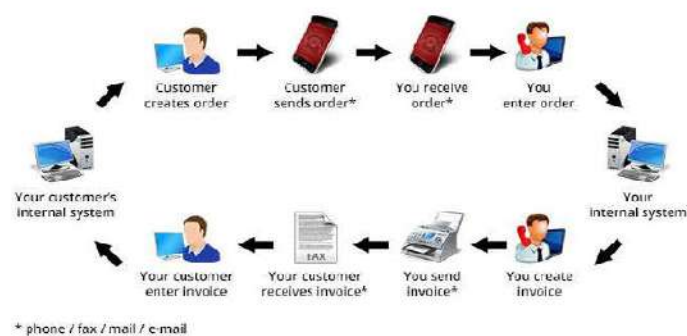 Customer
creates order
Customer
sends order*
You receive
order*
You
enter order
Your customer's
internal system
Your
internal system
Your customer
enter invoice
FAX
Your customer
receives invoice*
You send
invoice*
You create
invoice
* phone / fax / mail / e-mail